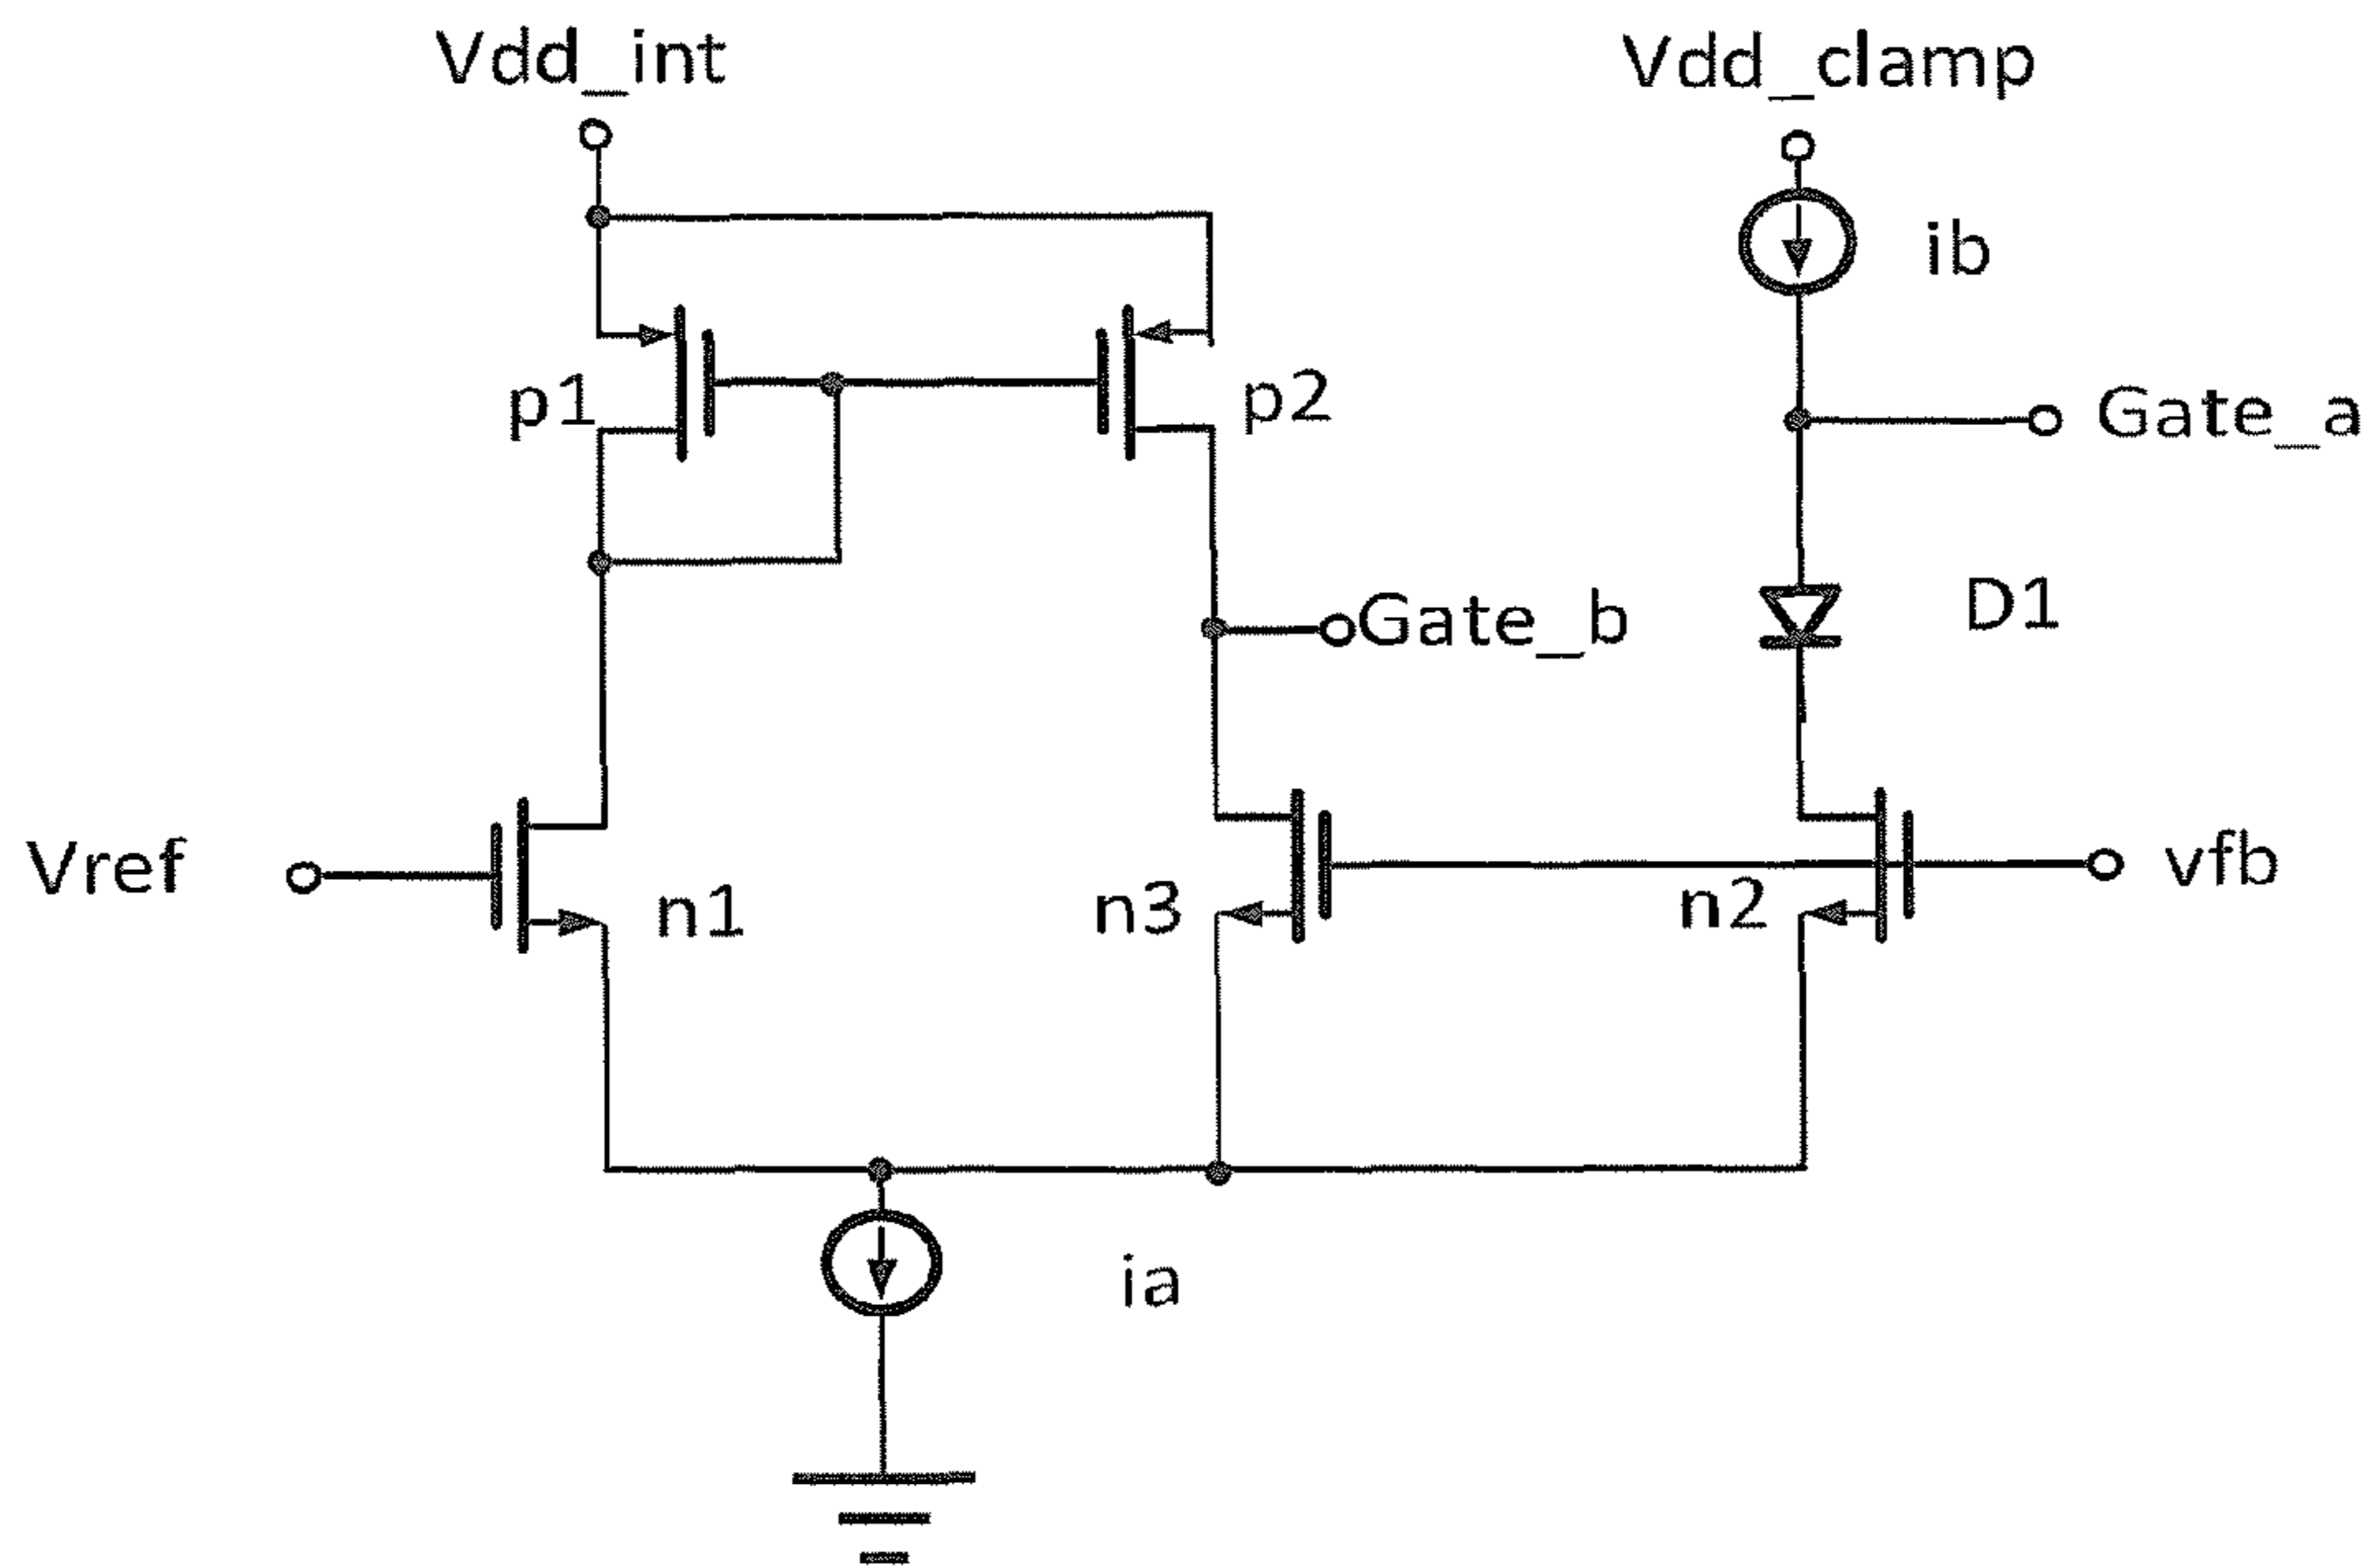 Vdd_int
Vdd_clamp
ib
p1
p2
Gate_a
Gate_b
D1
Vref
n1
n3
n2
vfb
ia